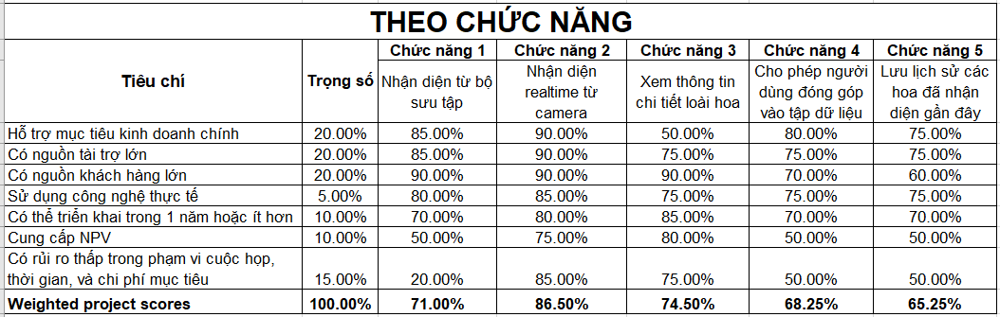 THEO CHỨC NĂNG
Tiêu chí Trọng số Chức năng 1 Chức năng 2 Chức năng 3 Chức năng 4 Chức năng 5
Nhận diện từ bộ sưu tập Nhận diện realtime từ camera Xem thông tin chi tiết loài hoa Cho phép người dùng đóng góp vào tập dữ liệu Lưu lịch sử các hoa đã nhận diện gần đây
Hỗ trợ mục tiêu kinh doanh chính 20.00% 85.00% 90.00% 50.00% 80.00% 75.00%
Có nguồn tài trợ lớn 20.00% 85.00% 90.00% 75.00% 75.00% 75.00%
Có nguồn khách hàng lớn 20.00% 90.00% 90.00% 90.00% 70.00% 60.00%
Sử dụng công nghệ thực tế 5.00% 80.00% 85.00% 75.00% 75.00% 75.00%
Có thể triển khai trong 1 năm hoặc ít hơn 10.00% 70.00% 80.00% 85.00% 70.00% 70.00%
Cung cấp NPV 10.00% 50.00% 75.00% 80.00% 50.00% 50.00%
Có rủi ro thấp trong phạm vi cuộc họp,
thời gian, và chi phí mục tiêu 15.00% 20.00% 85.00% 75.00% 50.00% 50.00%
Weighted project scores 100.00% 71.00% 86.50% 74.50% 68.25% 65.25%